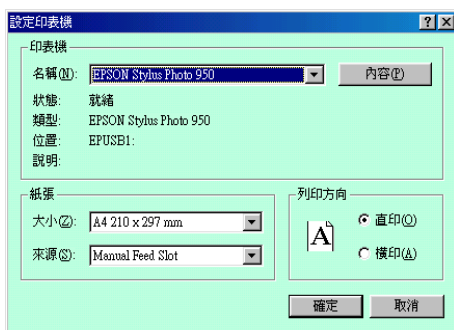 設定印表機
印表機
名稱(N): EPSON Stylus Photo 950 內容(P)
狀態: 就緒
類型: EPSON Stylus Photo 950
位置: EPUSB1:
說明:
紙張
大小(Z): A4 210 x 297 mm
來源(S): Manual Feed Slot
列印方向
A
直印(O)
橫印(A)
確定 取消